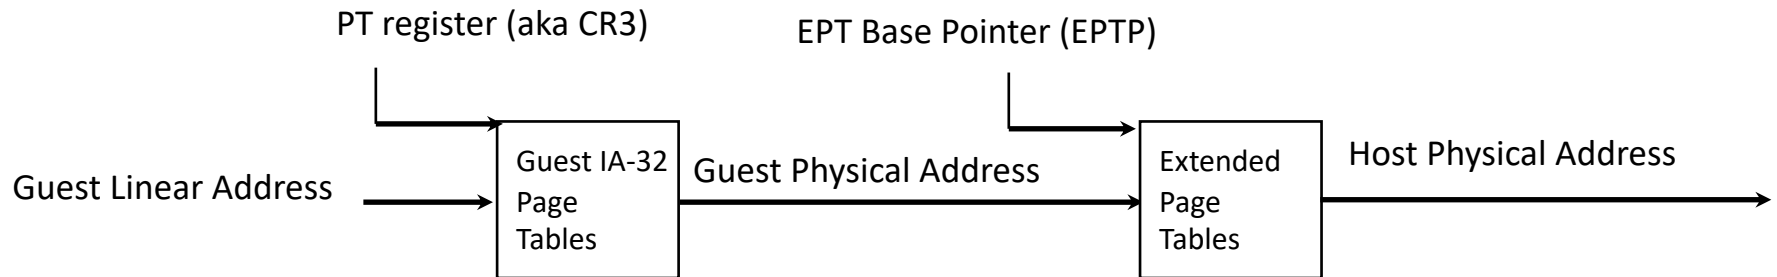 PT register (aka CR3)
EPT Base Pointer (EPTP)
Guest Linear Address
Guest IA-32
Page
Tables
Guest Physical Address
Extended
Page
Tables
Host Physical Address